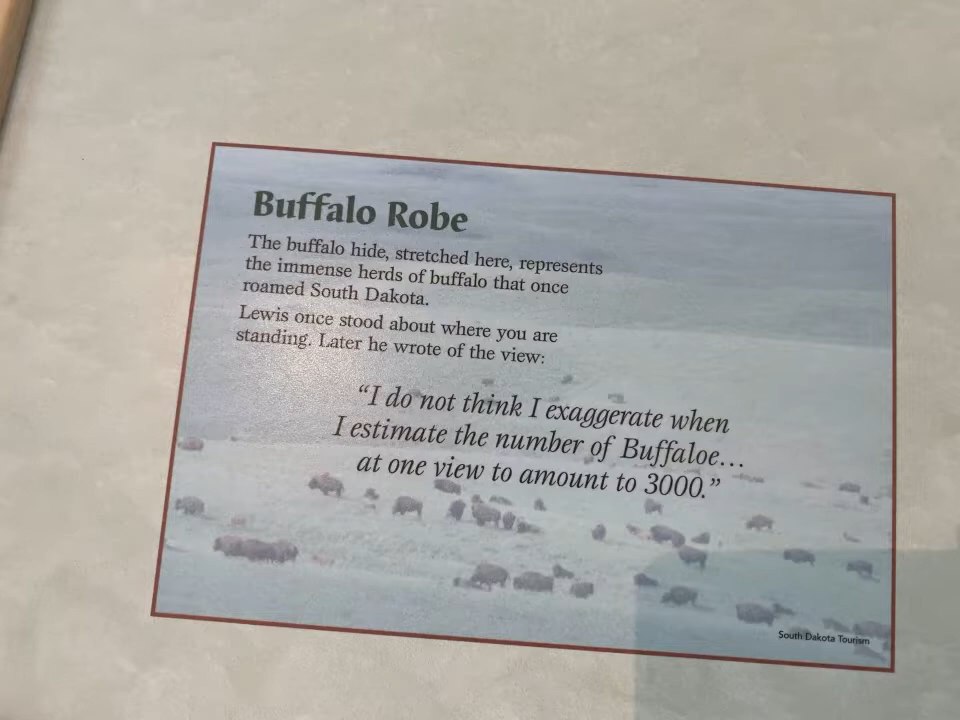 Buffalo Robe
The buffalo hide, stretched here, represents
the immense herds of buffalo that once
roamed South Dakota.
Lewis once stood about where you are
standing. Later he wrote of the view:
“I do not think I exaggerate when
I estimate the number of Buffaloe…
at one view to amount to 3000.”
South Dakota Tourism